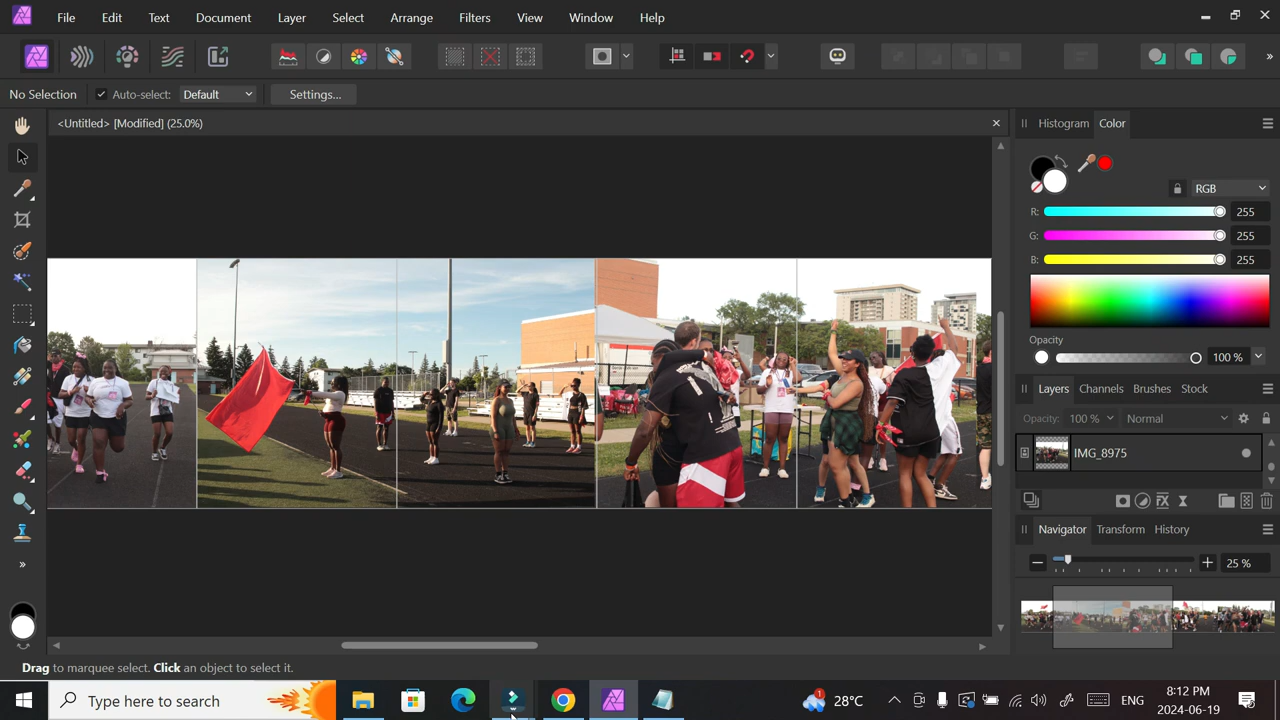 File Edit Text Document Layer Select Arrange Filters View Window Help
No Selection Auto-select: Default Settings...
<Untitled> [Modified] (25.0%)
Histogram Color
RGB
R: 255
G: 255
B: 255
Opacity
100 %
Layers Channels Brushes Stock
Opacity: 100 % Normal
IMG_8975
Navigator Transform History
25 %
Drag to marquee select. Click an object to select it.
Type here to search
1 28°C ENG
8:12 PM
2024-06-19